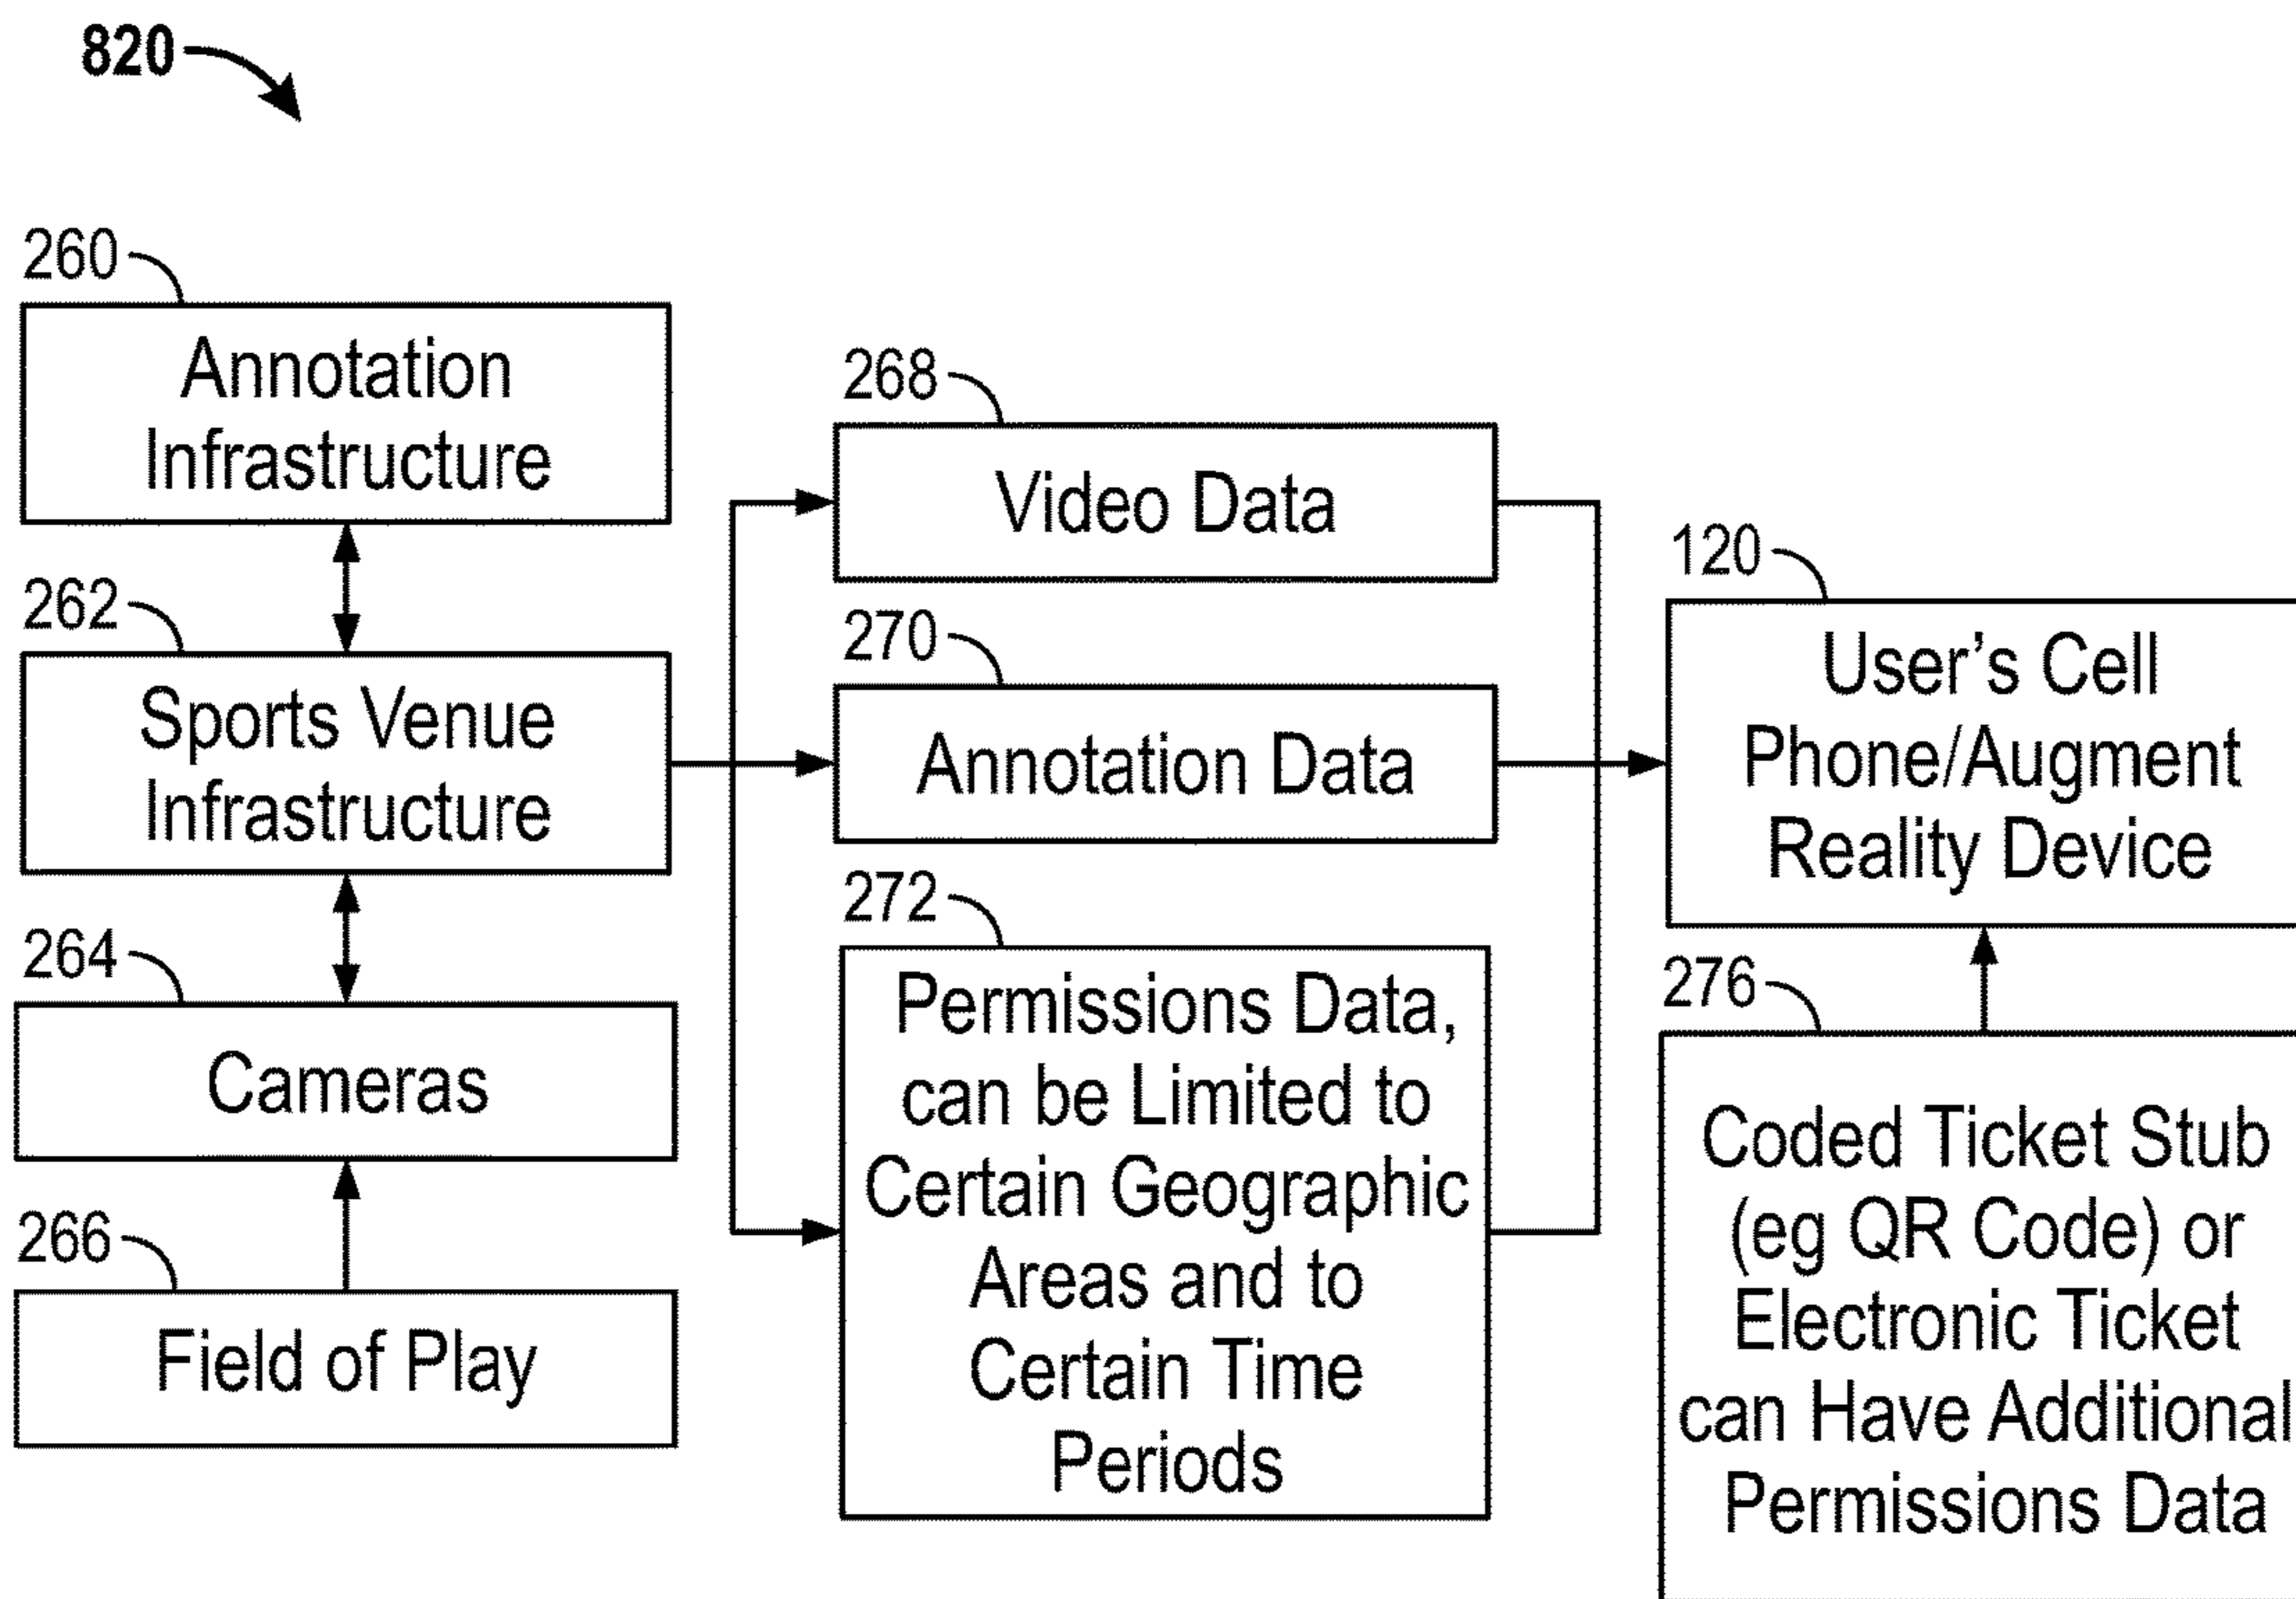 820
260
Annotation
Infrastructure
262
Sports Venue
Infrastructure
264
Cameras
266
Field of Play
268
Video Data
270
Annotation Data
272
Permissions Data,
can be Limited to
Certain Geographic
Areas and to
Certain Time
Periods
120
User's Cell
Phone/Augment
Reality Device
276
Coded Ticket Stub
(eg QR Code) or
Electronic Ticket
can Have Additional
Permissions Data